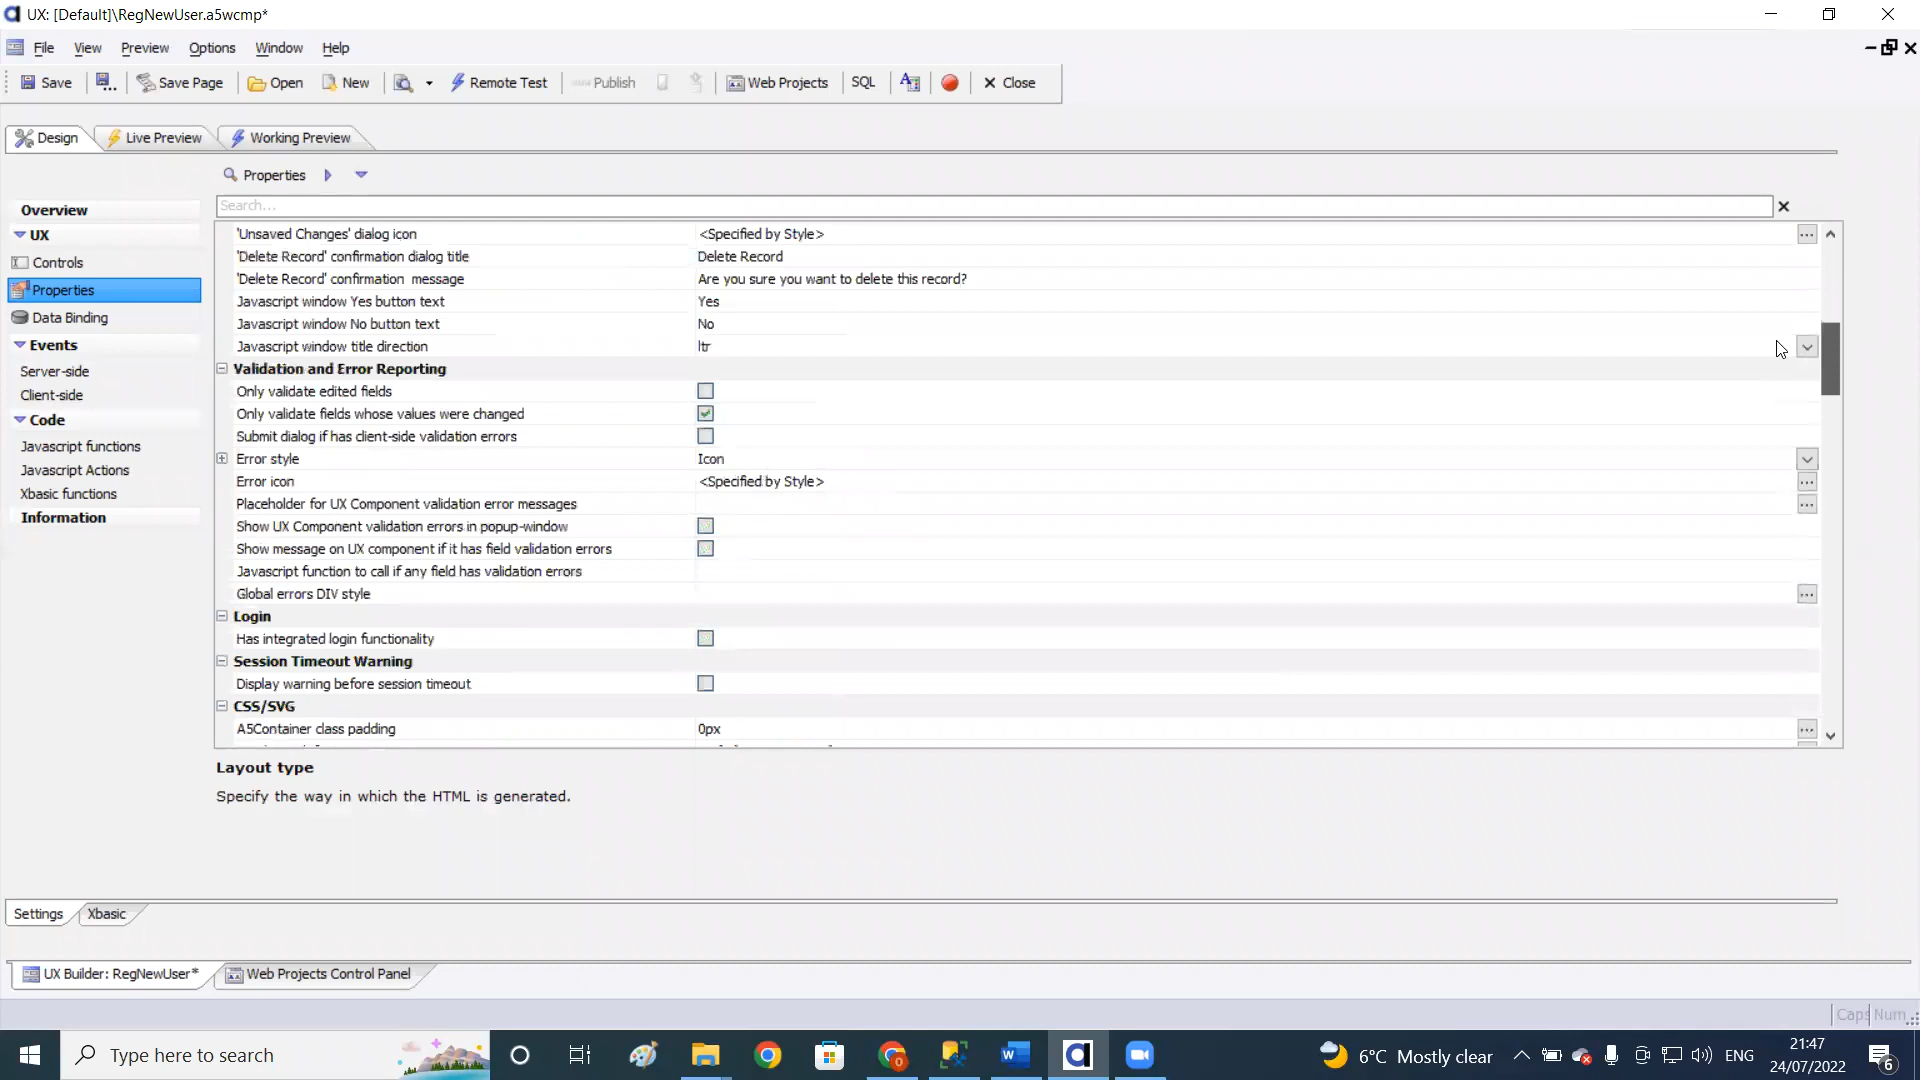 UX: [Default]\RegNewUser.a5wcmp*
File View Preview Options Window Help
Save Save Page Open New Remote Test Publish Web Projects SQL Close
Design Live Preview Working Preview
Properties
Search...
Overview
UX
Controls
Properties
Data Binding
Events
Server-side
Client-side
Code
Javascript functions
Javascript Actions
Xbasic functions
Information
'Unsaved Changes' dialog icon <Specified by Style>
'Delete Record' confirmation dialog title Delete Record
'Delete Record' confirmation message Are you sure you want to delete this record?
Javascript window Yes button text Yes
Javascript window No button text No
Javascript window title direction ltr
Validation and Error Reporting
Only validate edited fields
Only validate fields whose values were changed
Submit dialog if has client-side validation errors
Error style Icon
Error icon <Specified by Style>
Placeholder for UX Component validation error messages
Show UX Component validation errors in popup-window
Show message on UX component if it has field validation errors
Javascript function to call if any field has validation errors
Global errors DIV style
Login
Has integrated login functionality
Session Timeout Warning
Display warning before session timeout
CSS/SVG
A5Container class padding 0px
Layout type
Specify the way in which the HTML is generated.
Settings Xbasic
UX Builder: RegNewUser* Web Projects Control Panel
Caps Num
Type here to search
6°C Mostly clear
ENG
21:47
24/07/2022
6